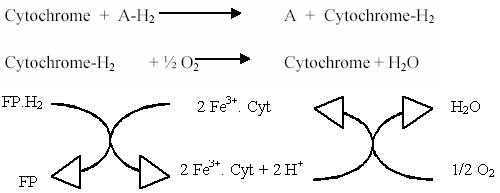 Cytochrome + A-H₂ → A + Cytochrome-H₂
Cytochrome-H₂ + ½ O₂ → Cytochrome + H₂O
FP.H₂ 2 Fe³⁺. Cyt H₂O
FP 2 Fe³⁺. Cyt + 2 H⁺ 1/2 O₂